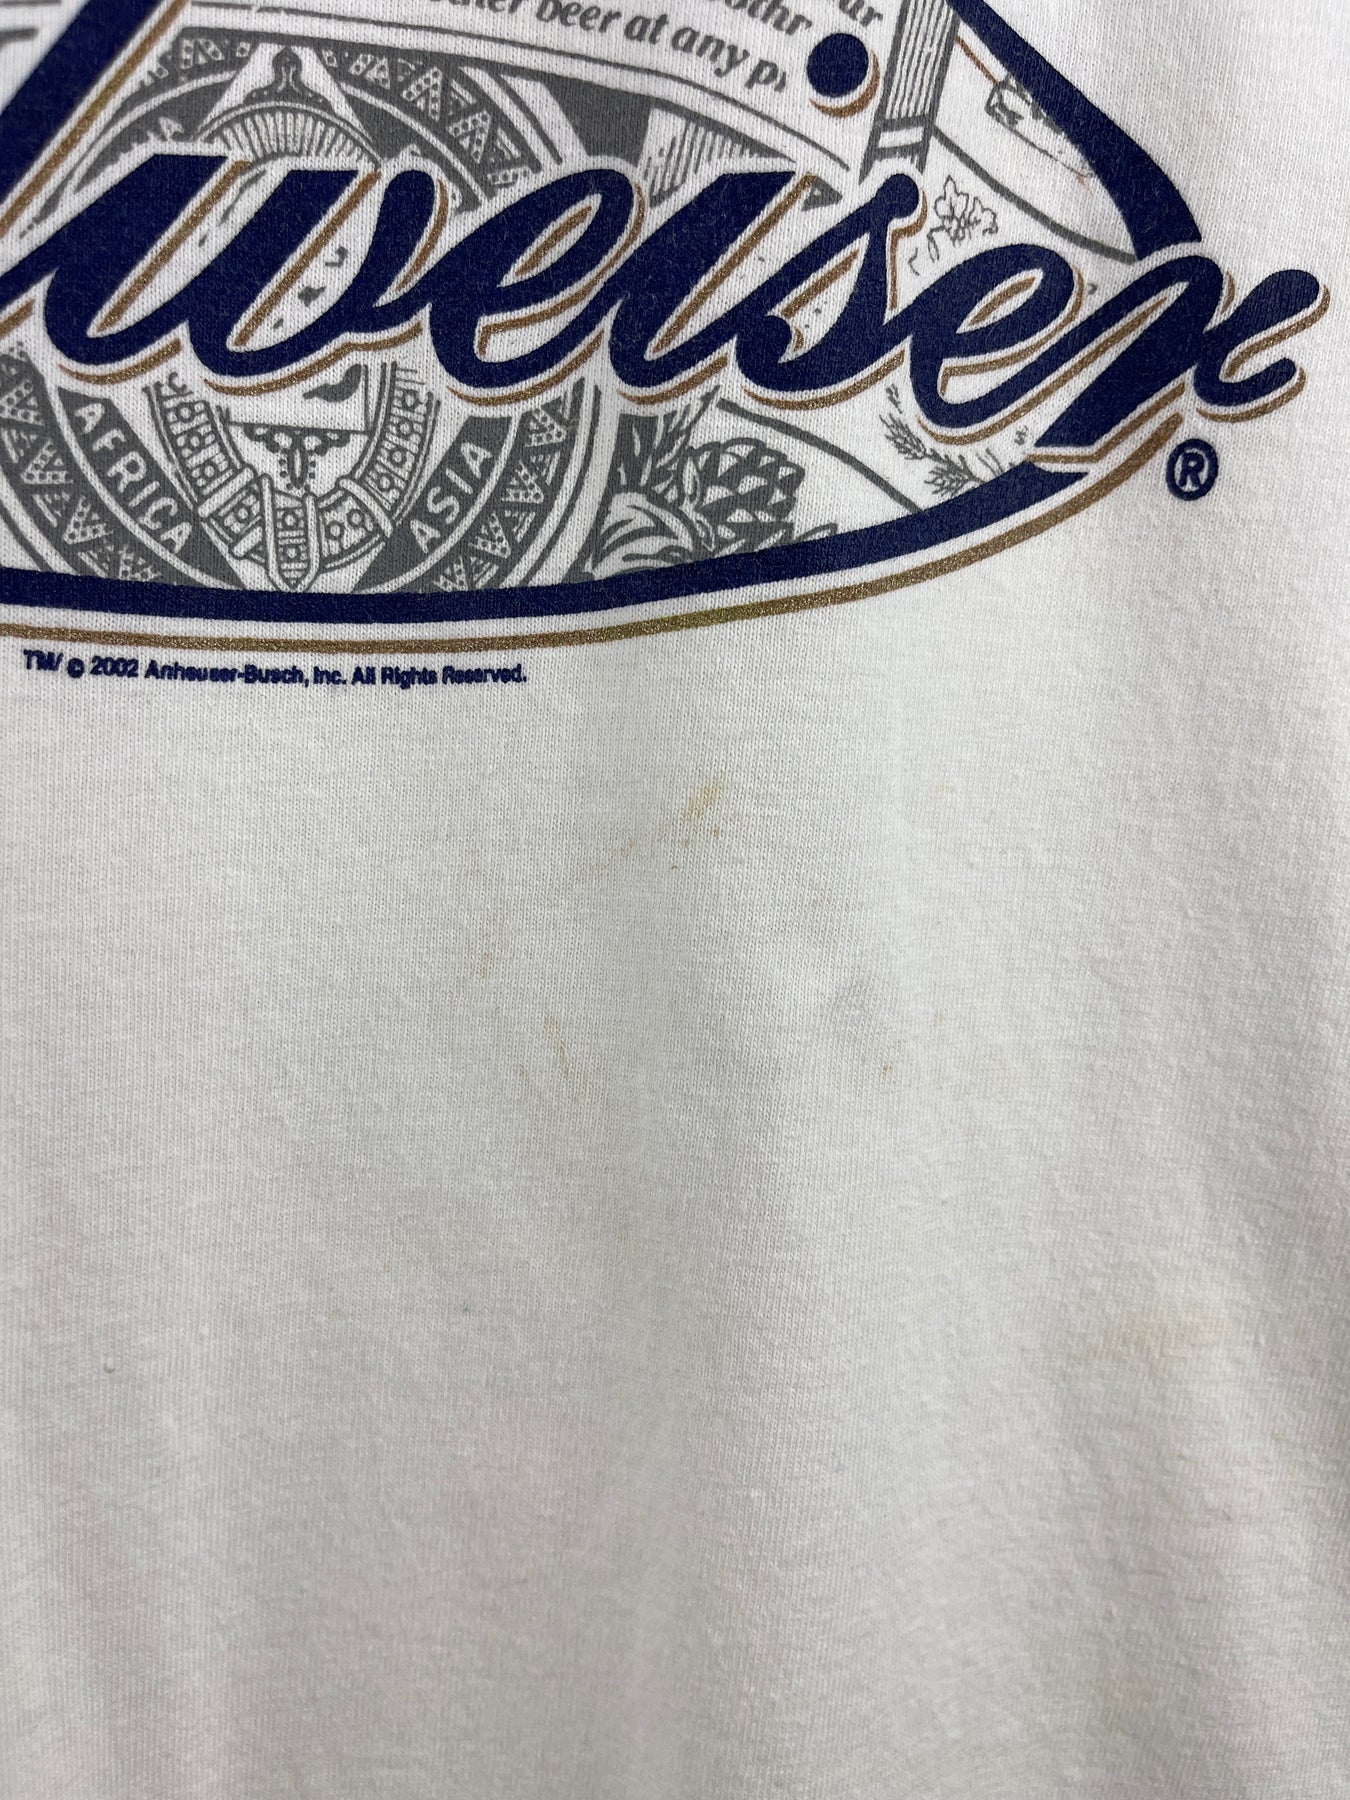 beer at any
weiser
®
AFRICA
ASIA
TM/ © 2002 Anheuser-Busch, Inc. All Rights Reserved.